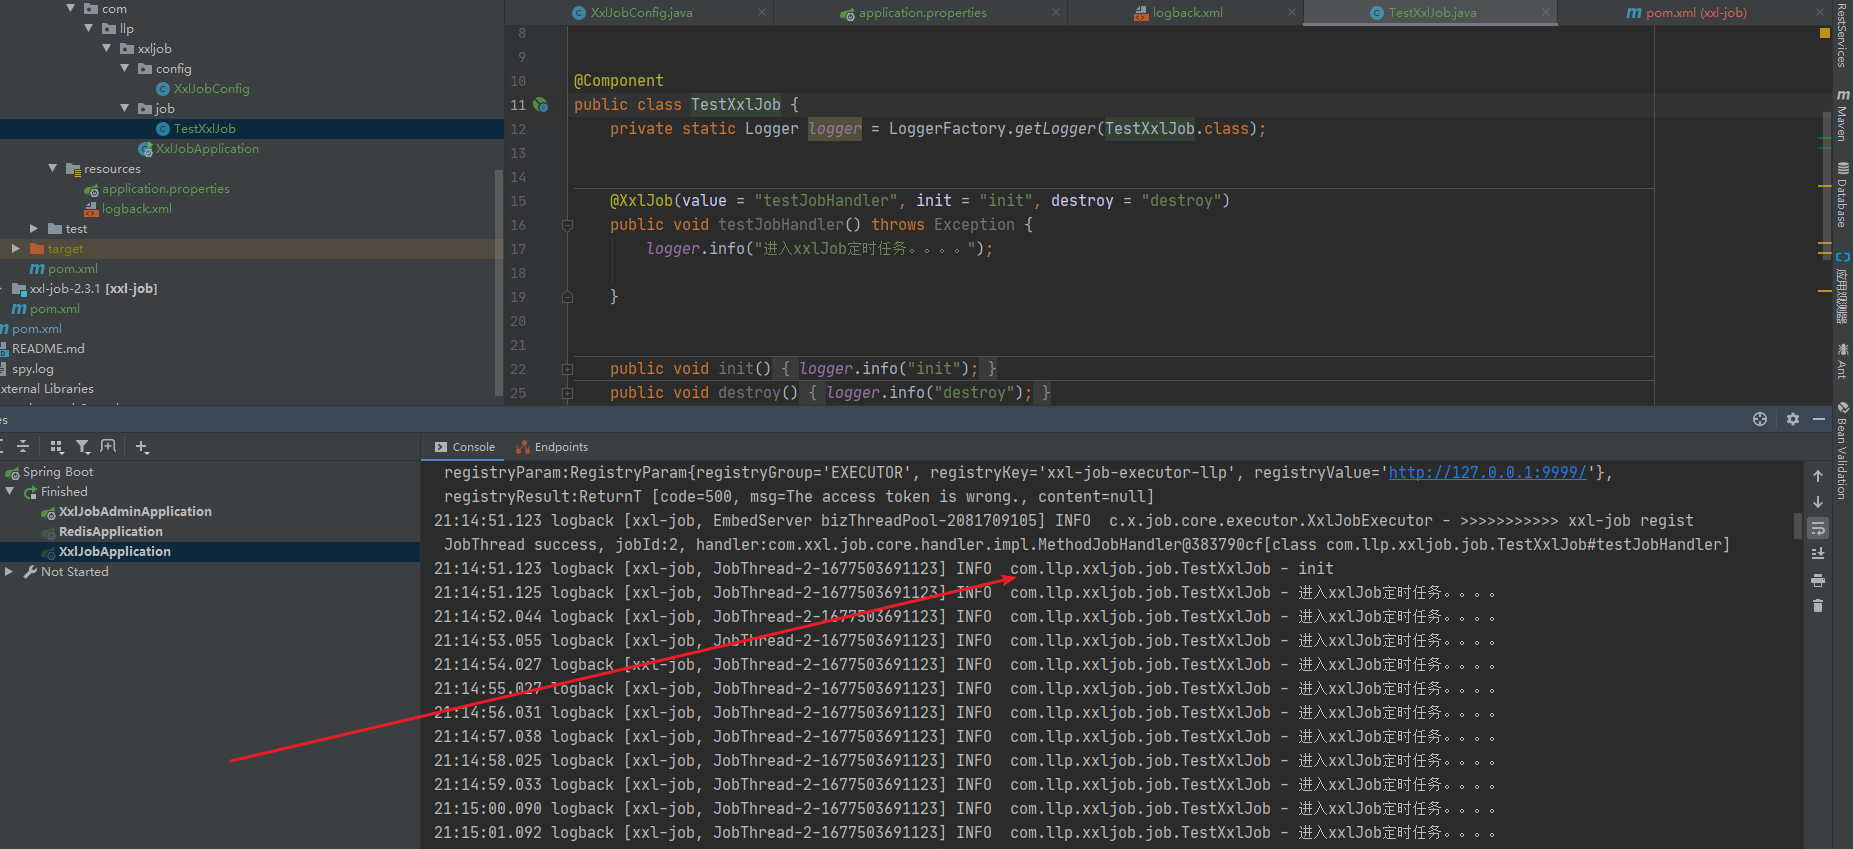 com
llp
xxljob
config
XxlJobConfig
job
TestXxlJob
XxlJobApplication
resources
application.properties
logback.xml
test
target
pom.xml
xxl-job-2.3.1 [xxl-job]
pom.xml
pom.xml
README.md
spy.log
xternal Libraries
XxlJobConfig.java
application.properties
logback.xml
TestXxlJob.java
pom.xml (xxl-job)
8
9
10 @Component
11 public class TestXxlJob {
12 private static Logger logger = LoggerFactory.getLogger(TestXxlJob.class);
13
14
15 @XxlJob(value = "testJobHandler", init = "init", destroy = "destroy")
16 public void testJobHandler() throws Exception {
17 logger.info("进入xxlJob定时任务。。。。");
18
19 }
20
21
22 public void init() { logger.info("init"); }
25 public void destroy() { logger.info("destroy"); }
RestServices
Maven
Database
应用观测器
Ant
Bean Validation
es
Spring Boot
Finished
XxlJobAdminApplication
RedisApplication
XxlJobApplication
Not Started
Console
Endpoints
registryParam:RegistryParam{registryGroup='EXECUTOR', registryKey='xxl-job-executor-llp', registryValue='http://127.0.0.1:9999/'},
registryResult:ReturnT [code=500, msg=The access token is wrong., content=null]
21:14:51.123 logback [xxl-job, EmbedServer bizThreadPool-2081709105] INFO c.x.job.core.executor.XxlJobExecutor - >>>>>>>>>>> xxl-job regist
JobThread success, jobId:2, handler:com.xxl.job.core.handler.impl.MethodJobHandler@383790cf[class com.llp.xxljob.job.TestXxlJob#testJobHandler]
21:14:51.123 logback [xxl-job, JobThread-2-1677503691123] INFO com.llp.xxljob.job.TestXxlJob - init
21:14:51.125 logback [xxl-job, JobThread-2-1677503691123] INFO com.llp.xxljob.job.TestXxlJob - 进入xxlJob定时任务。。。。
21:14:52.044 logback [xxl-job, JobThread-2-1677503691123] INFO com.llp.xxljob.job.TestXxlJob - 进入xxlJob定时任务。。。。
21:14:53.055 logback [xxl-job, JobThread-2-1677503691123] INFO com.llp.xxljob.job.TestXxlJob - 进入xxlJob定时任务。。。。
21:14:54.027 logback [xxl-job, JobThread-2-1677503691123] INFO com.llp.xxljob.job.TestXxlJob - 进入xxlJob定时任务。。。。
21:14:55.027 logback [xxl-job, JobThread-2-1677503691123] INFO com.llp.xxljob.job.TestXxlJob - 进入xxlJob定时任务。。。。
21:14:56.031 logback [xxl-job, JobThread-2-1677503691123] INFO com.llp.xxljob.job.TestXxlJob - 进入xxlJob定时任务。。。。
21:14:57.038 logback [xxl-job, JobThread-2-1677503691123] INFO com.llp.xxljob.job.TestXxlJob - 进入xxlJob定时任务。。。。
21:14:58.025 logback [xxl-job, JobThread-2-1677503691123] INFO com.llp.xxljob.job.TestXxlJob - 进入xxlJob定时任务。。。。
21:14:59.033 logback [xxl-job, JobThread-2-1677503691123] INFO com.llp.xxljob.job.TestXxlJob - 进入xxlJob定时任务。。。。
21:15:00.090 logback [xxl-job, JobThread-2-1677503691123] INFO com.llp.xxljob.job.TestXxlJob - 进入xxlJob定时任务。。。。
21:15:01.092 logback [xxl-job, JobThread-2-1677503691123] INFO com.llp.xxljob.job.TestXxlJob - 进入xxlJob定时任务。。。。